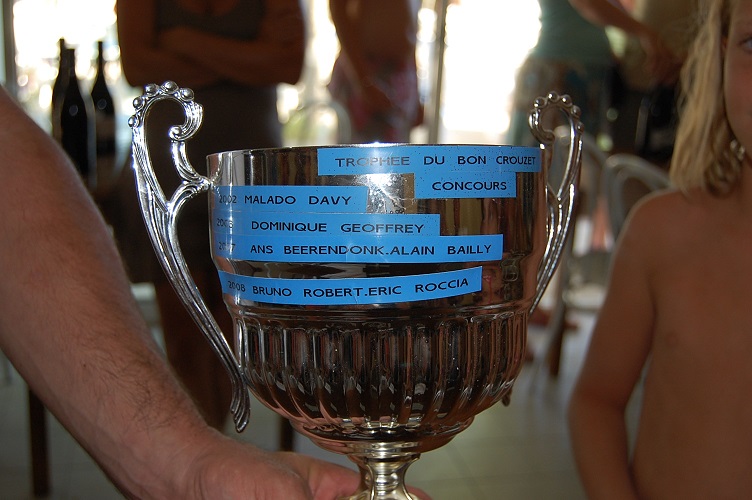 TROPHEE DU BON CROUZET
CONCOURS
2002 MALADO DAVY
DOMINIQUE GEOFFREY
ANS BEERENDONK.ALAIN BAILLY
2008 BRUNO ROBERT.ERIC ROCCIA